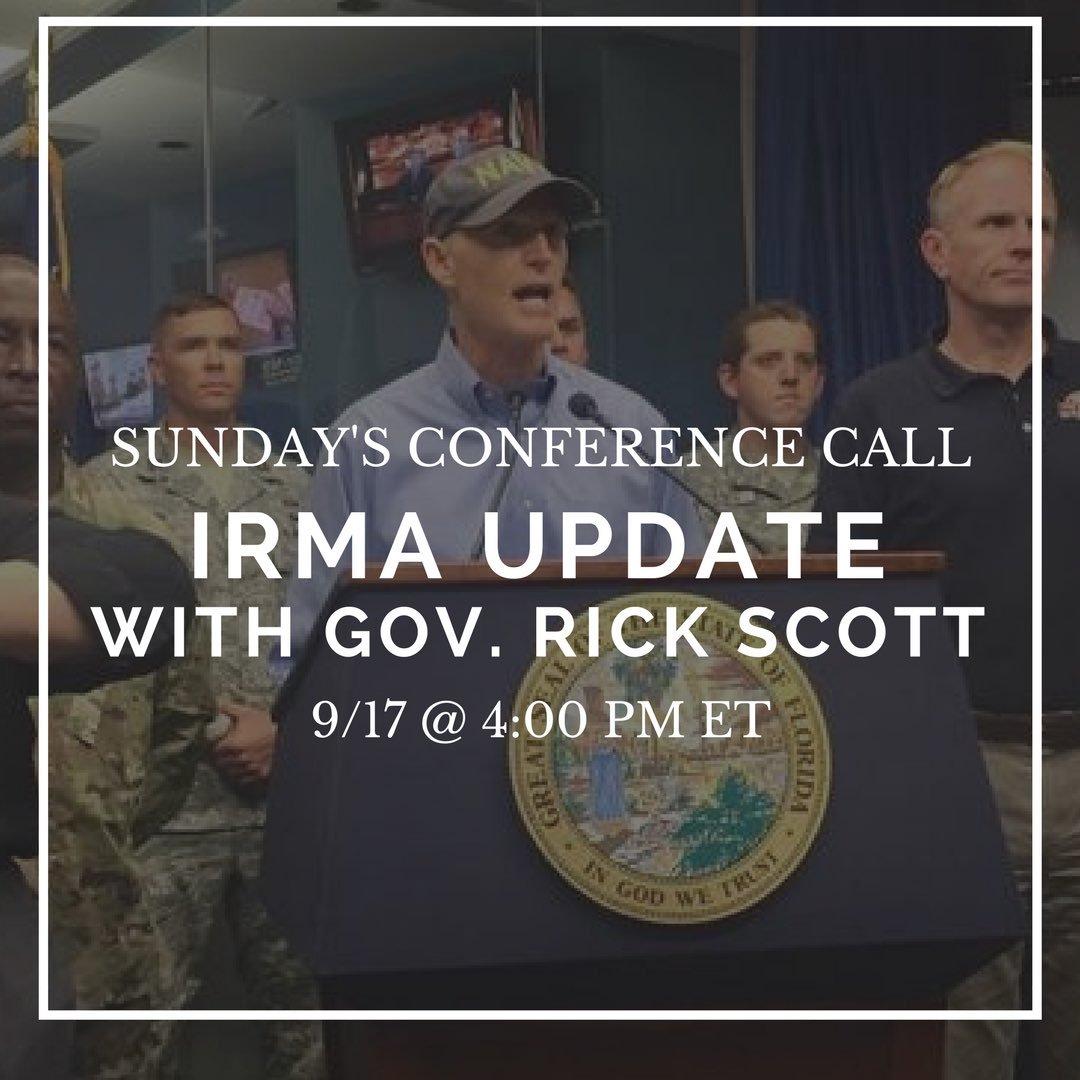 NAVY
SUNDAY'S CONFERENCE CALL
IRMA UPDATE
WITH GOV. RICK SCOTT
9/17 @ 4:00 PM ET
GREAT SEAL OF THE STATE OF FLORIDA
IN GOD WE TRUST